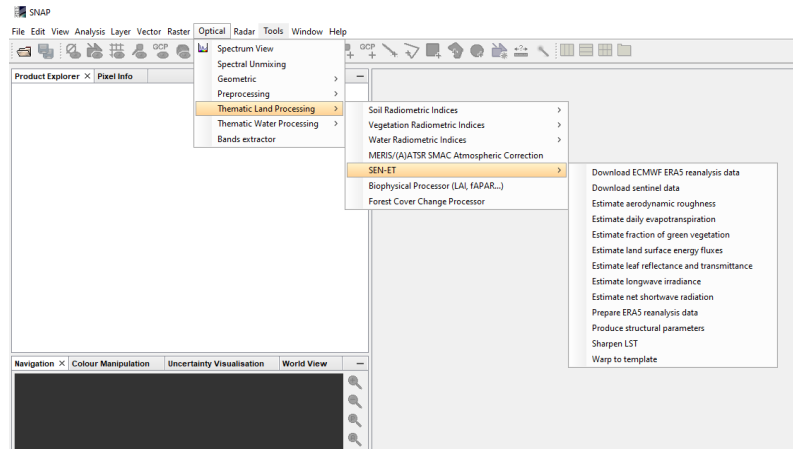 SNAP
File Edit View Analysis Layer Vector Raster Optical Radar Tools Window Help
GCP GCP
Product Explorer × Pixel Info
Spectrum View
Spectral Unmixing
Geometric >
Preprocessing >
Thematic Land Processing >
Thematic Water Processing >
Bands extractor
Soil Radiometric Indices >
Vegetation Radiometric Indices >
Water Radiometric Indices >
MERIS/(A)ATSR SMAC Atmospheric Correction
SEN-ET >
Biophysical Processor (LAI, fAPAR...)
Forest Cover Change Processor
Download ECMWF ERA5 reanalysis data
Download sentinel data
Estimate aerodynamic roughness
Estimate daily evapotranspiration
Estimate fraction of green vegetation
Estimate land surface energy fluxes
Estimate leaf reflectance and transmittance
Estimate longwave irradiance
Estimate net shortwave radiation
Prepare ERA5 reanalysis data
Produce structural parameters
Sharpen LST
Warp to template
Navigation × Colour Manipulation Uncertainty Visualisation World View